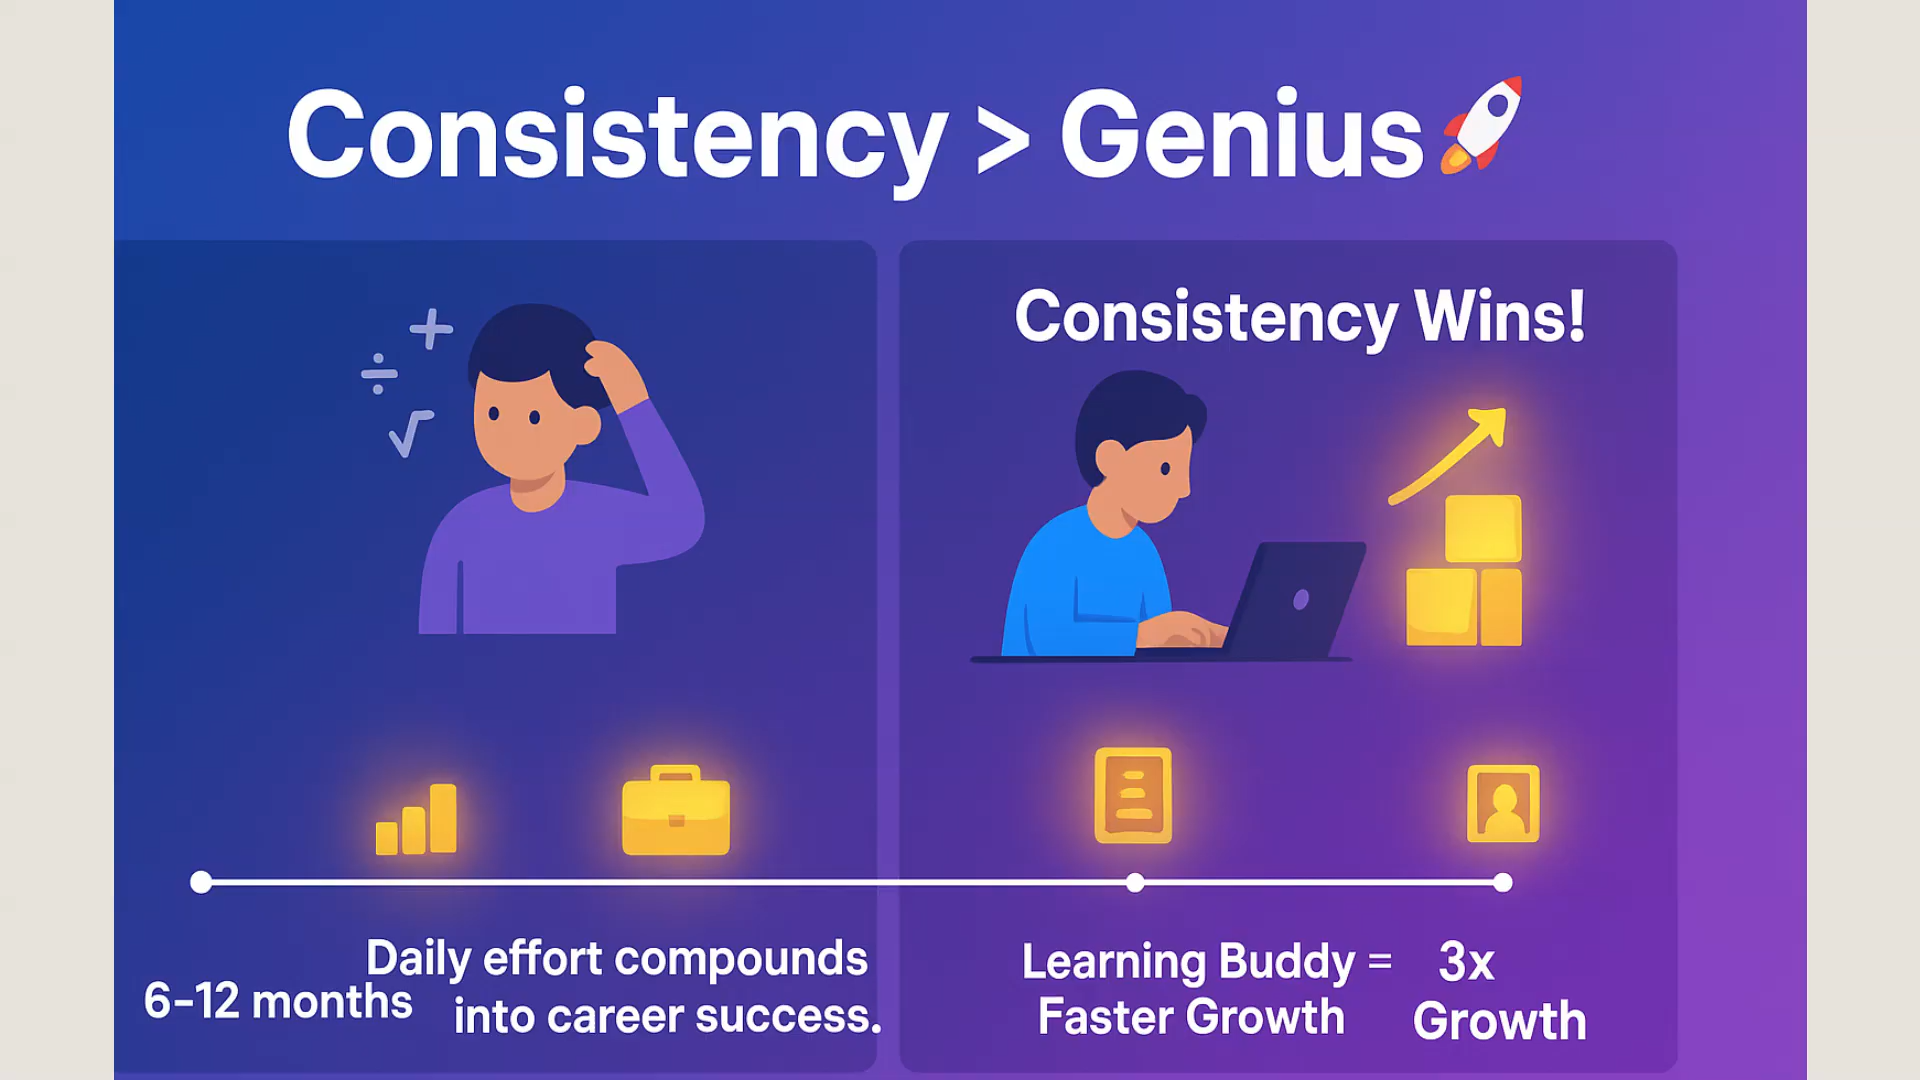 Consistency > Genius🚀
Consistency Wins!
6-12 months
Daily effort compounds
into career success.
Learning Buddy =
Faster Growth
3x
Growth